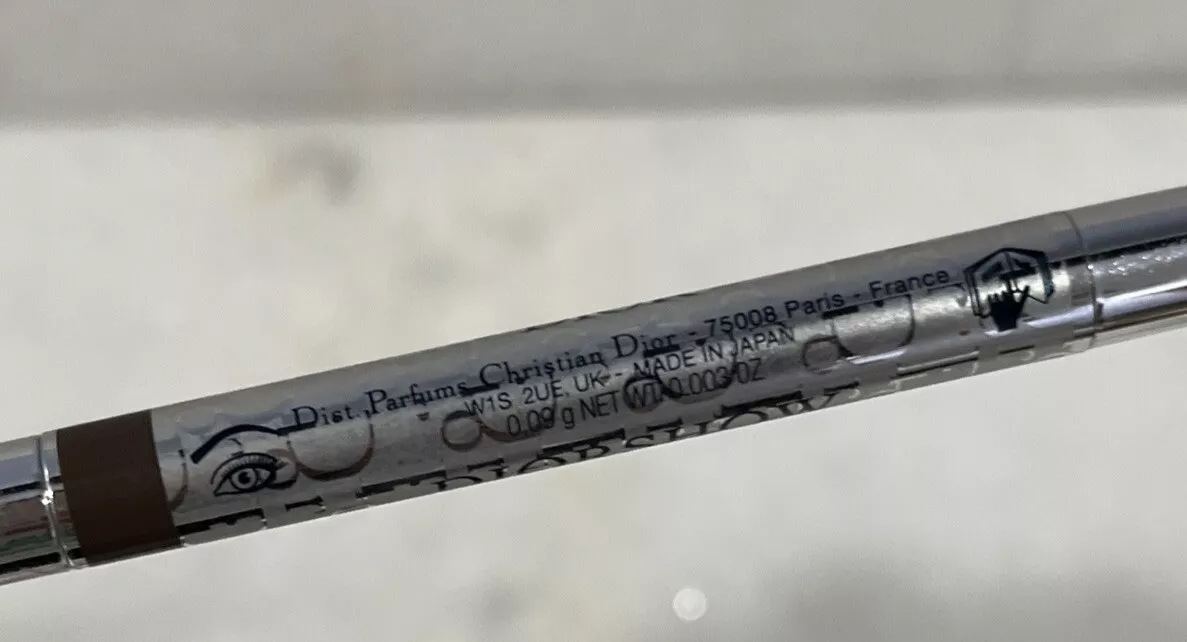 Dist. Parfums Christian Dior - 75008 Paris - France
W1S 2UE, UK - MADE IN JAPAN
0.09 g NET WT. 0.003 OZ
DIORSHOW